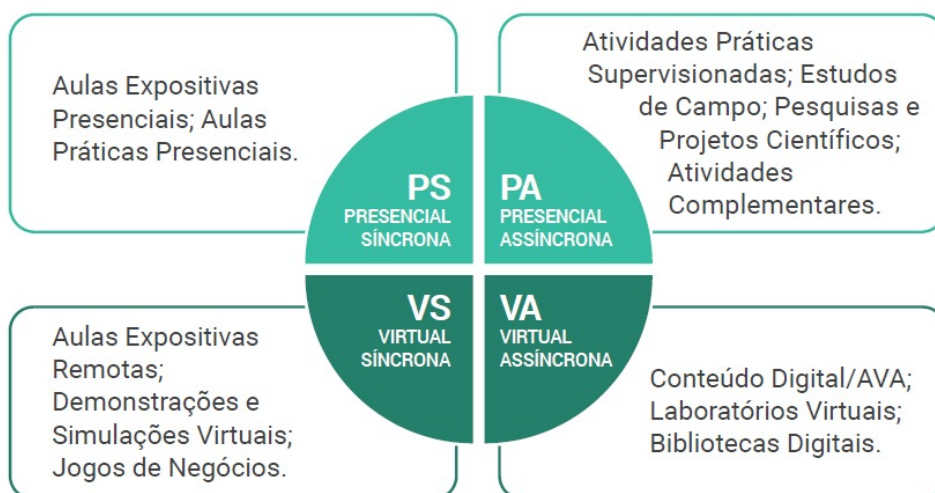 Aulas Expositivas
Presenciais; Aulas
Práticas Presenciais.
Atividades Práticas
Supervisionadas; Estudos
de Campo; Pesquisas e
Projetos Científicos;
Atividades
Complementares.
PS
PRESENCIAL
SÍNCRONA
PA
PRESENCIAL
ASSÍNCRONA
VS
VIRTUAL
SÍNCRONA
VA
VIRTUAL
ASSÍNCRONA
Aulas Expositivas
Remotas;
Demonstrações e
Simulações Virtuais;
Jogos de Negócios.
Conteúdo Digital/AVA;
Laboratórios Virtuais;
Bibliotecas Digitais.